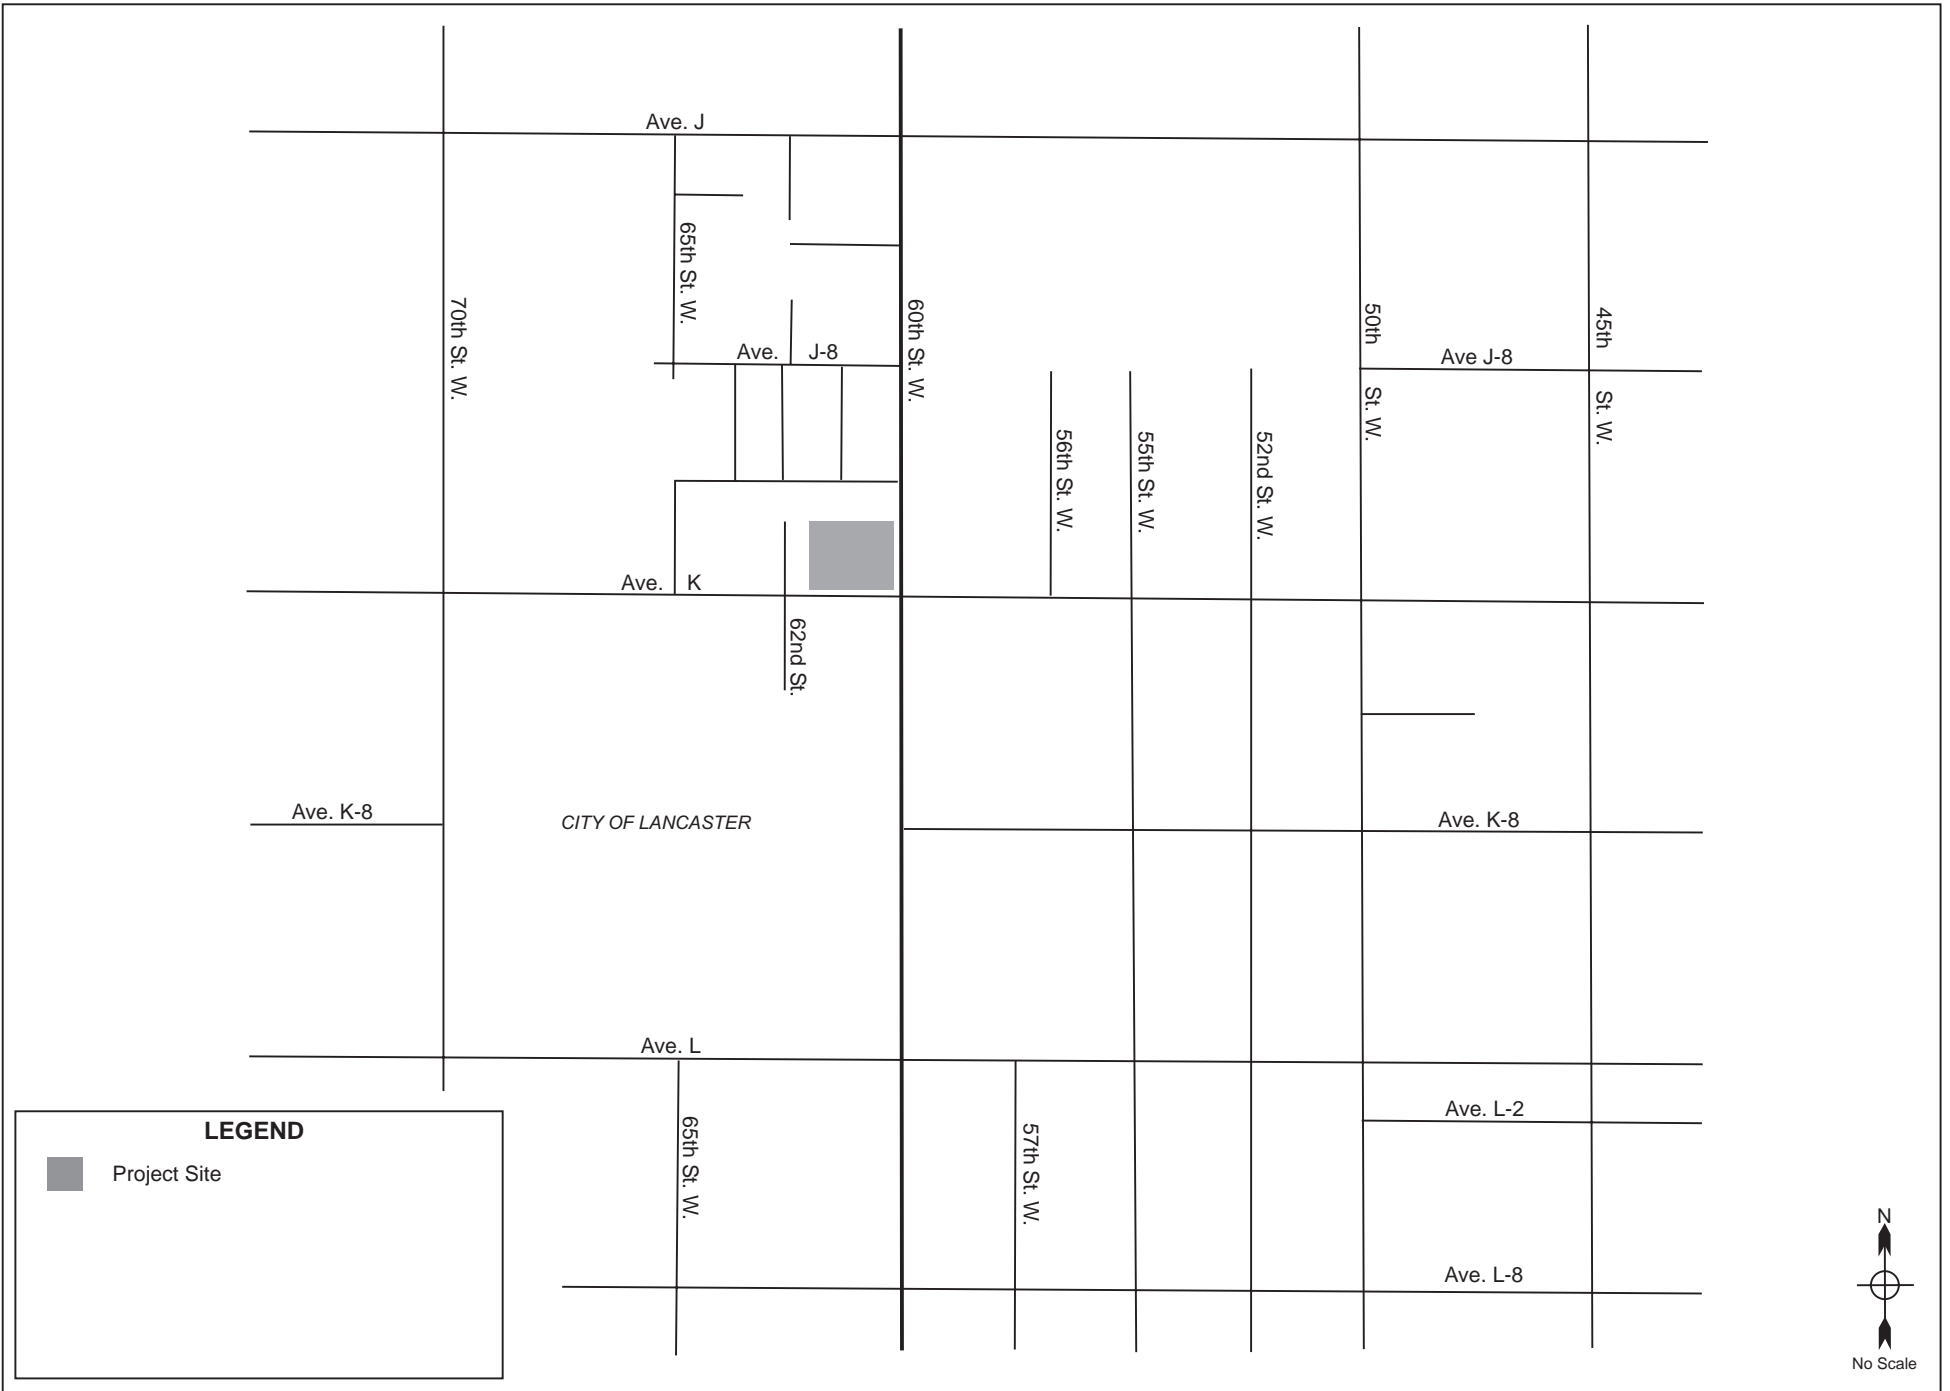 Ave. J
65th St. W.
70th St. W.
60th St. W.
50th St. W.
45th St. W.
Ave. J-8
Ave J-8
56th St. W.
55th St. W.
52nd St. W.
Ave. K
62nd St.
Ave. K-8
CITY OF LANCASTER
Ave. K-8
Ave. L
Ave. L-2
65th St. W.
57th St. W.
Ave. L-8
LEGEND
Project Site
N
No Scale